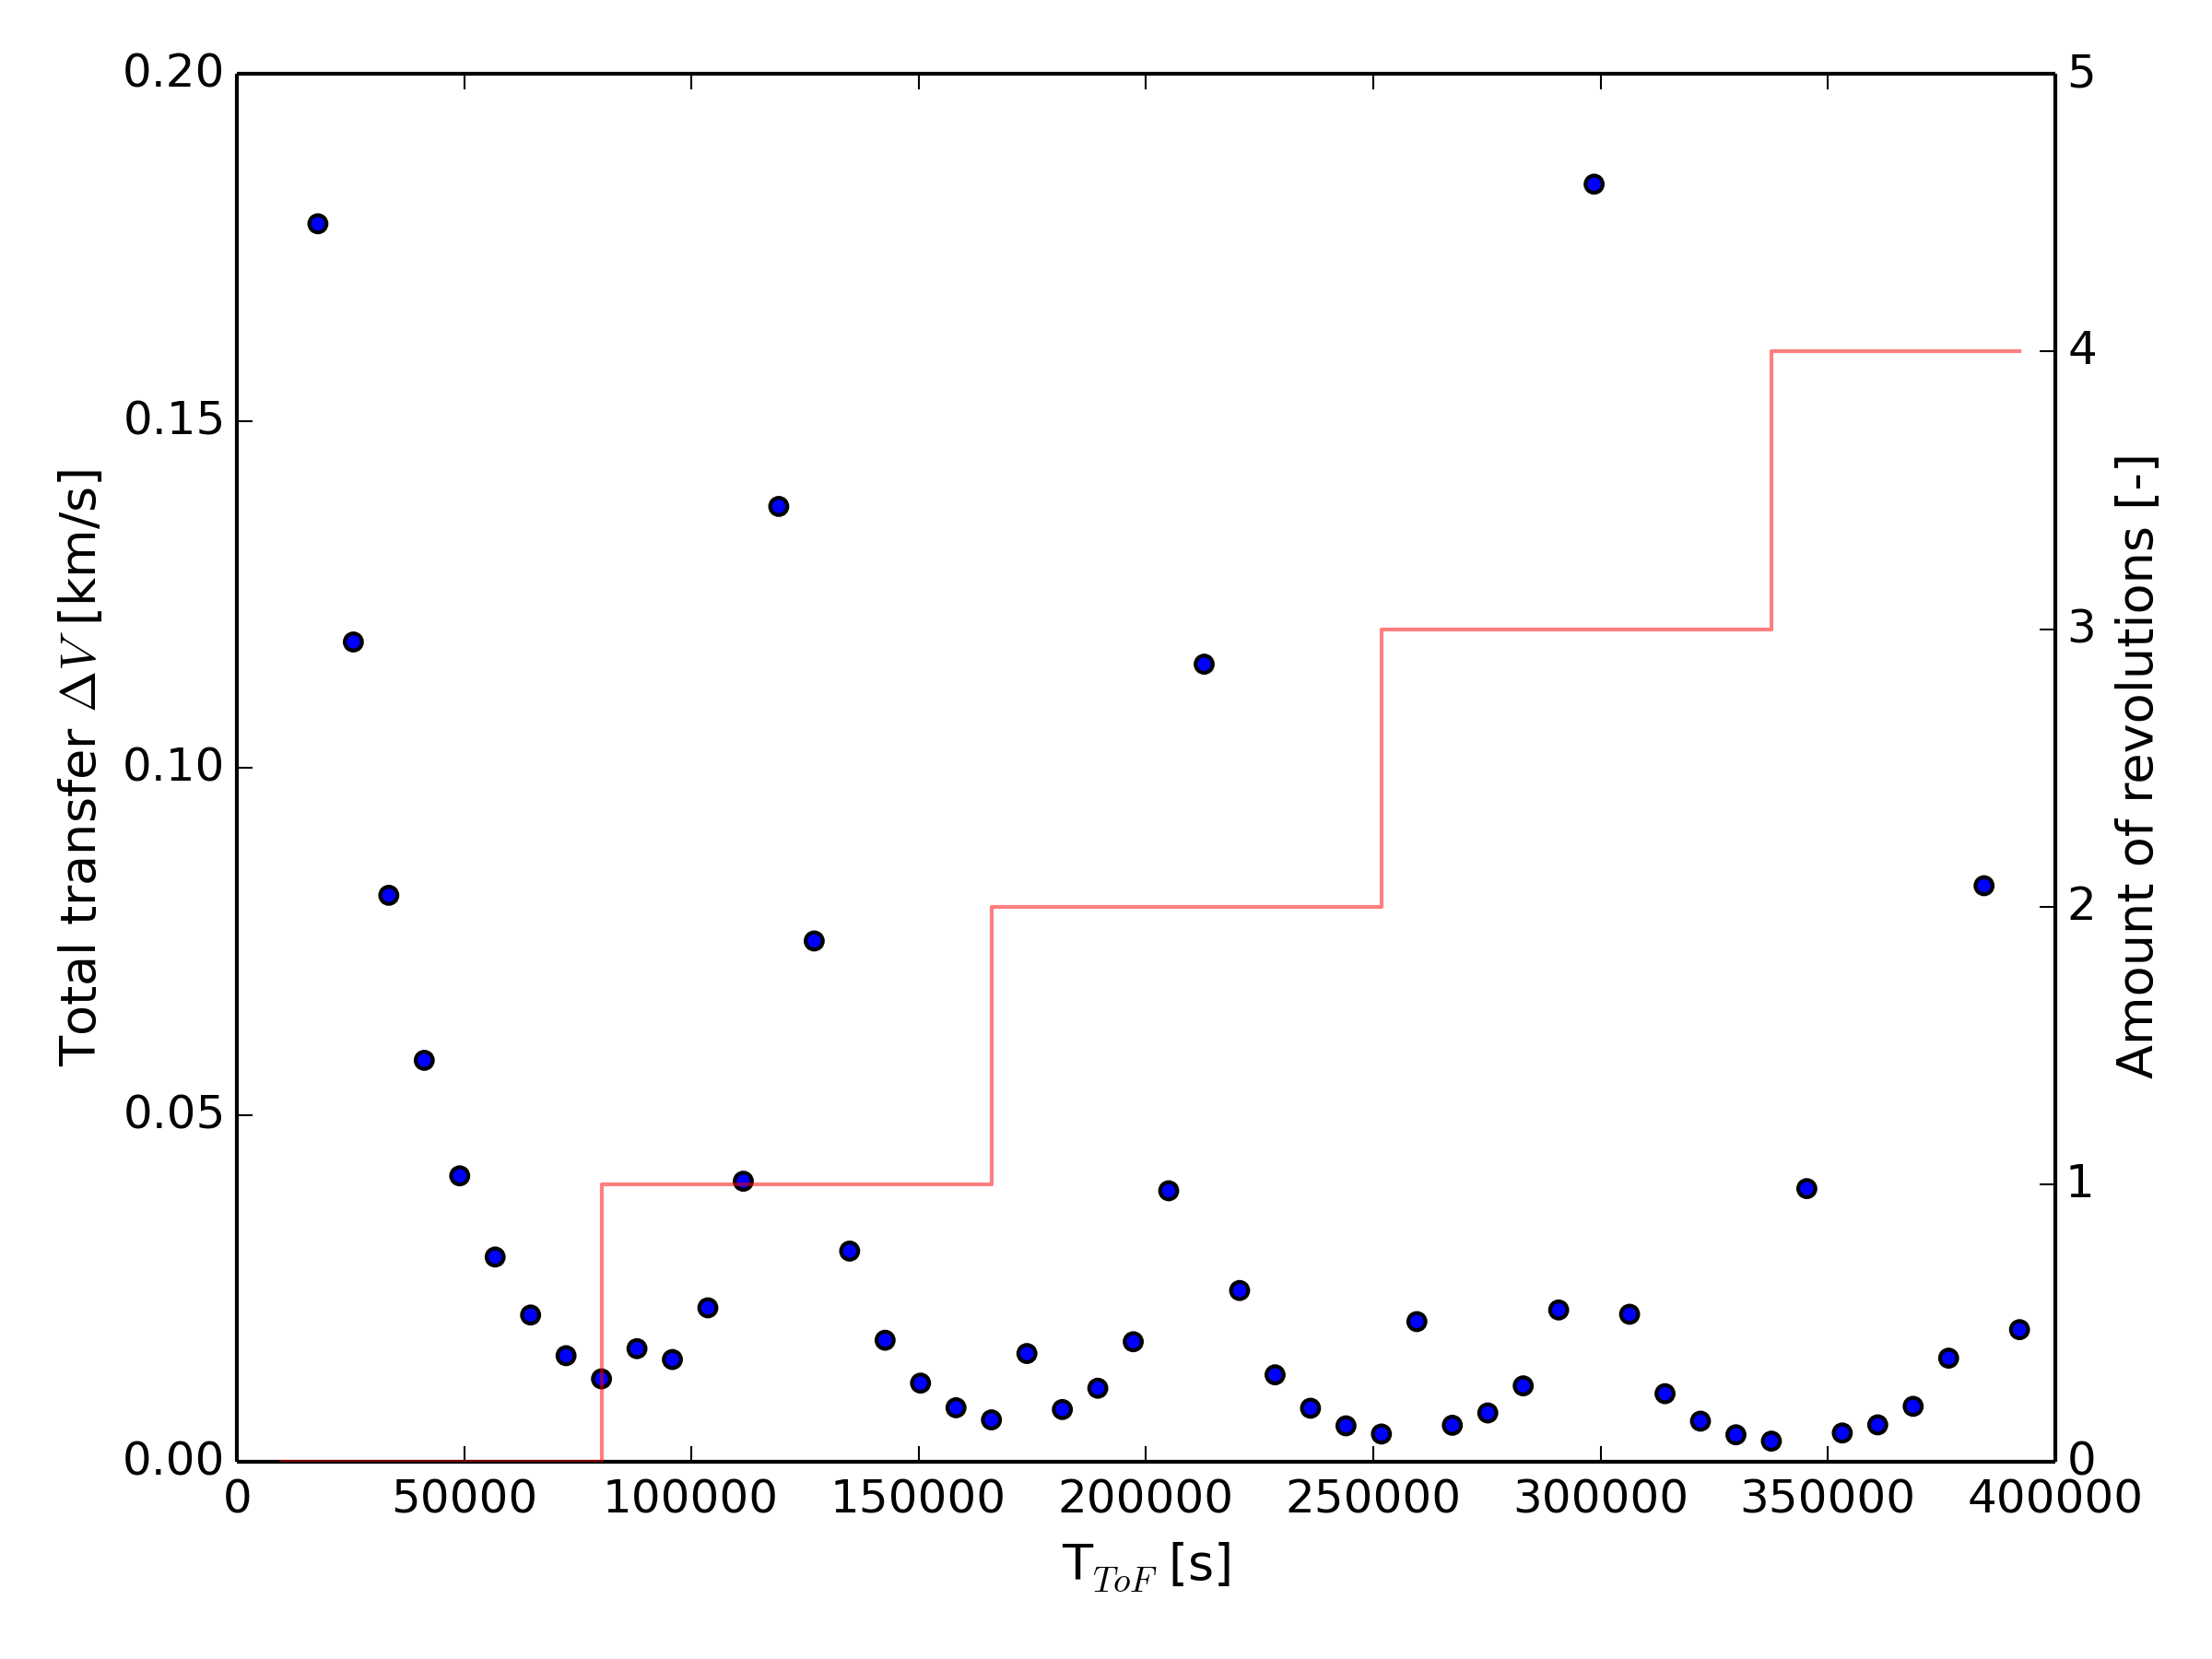 0.20
0.15
0.10
0.05
0.00
Total transfer ΔV [km/s]
5
4
3
2
1
0
Amount of revolutions [-]
0 50000 100000 150000 200000 250000 300000 350000 400000
T_ToF [s]